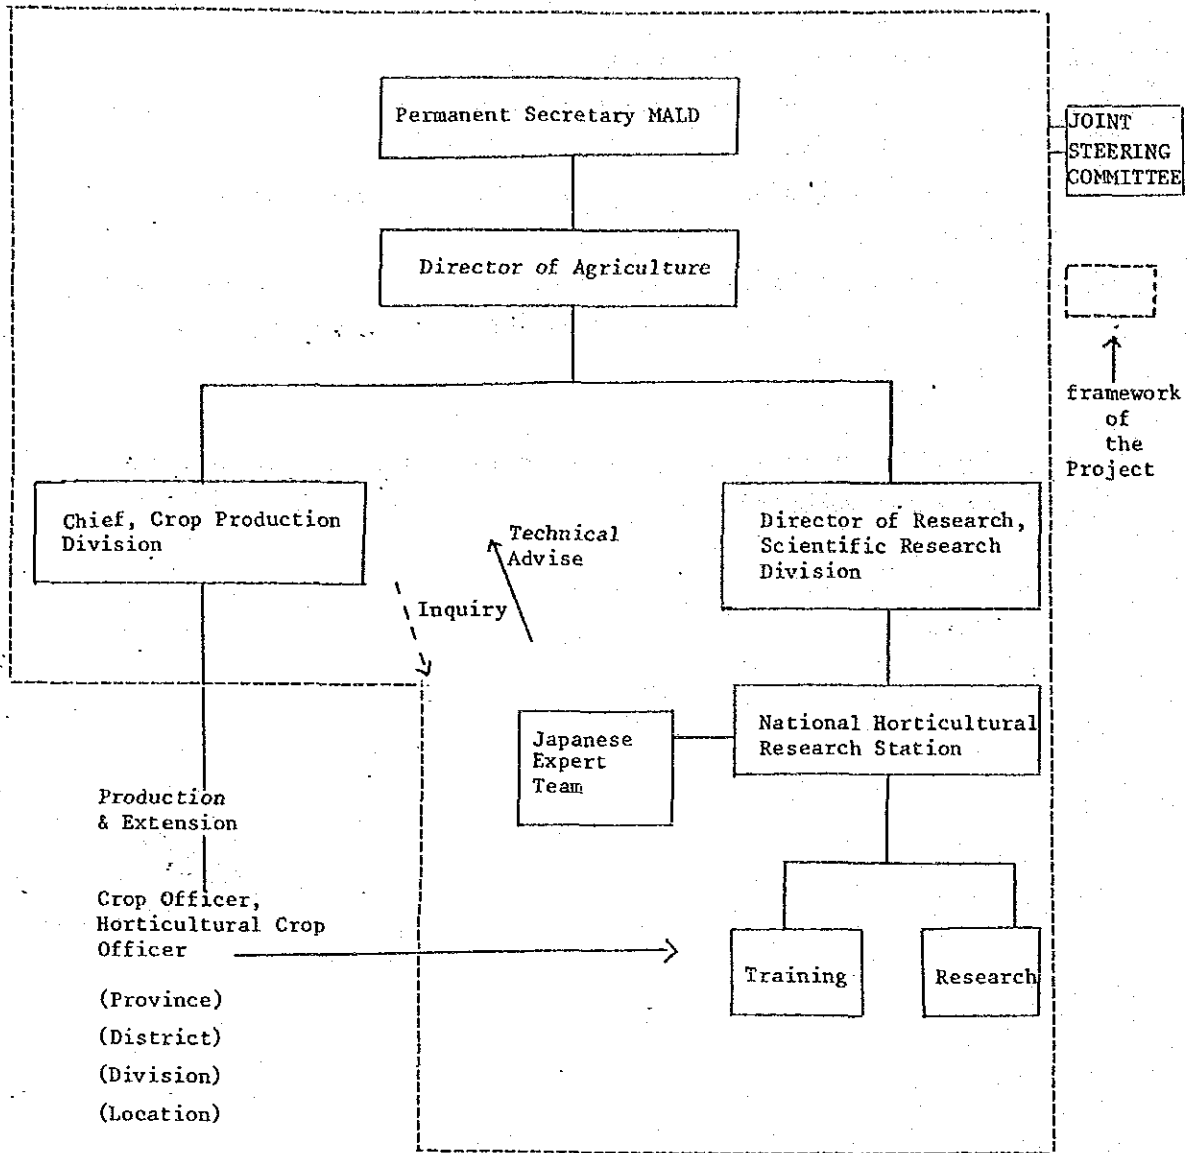 Permanent Secretary MALD
JOINT
STEERING
COMMITTEE
Director of Agriculture
framework
of
the
Project
Chief, Crop Production
Division
Technical
Advise
Inquiry
Director of Research,
Scientific Research
Division
Japanese
Expert
Team
National Horticultural
Research Station
Production
& Extension
Crop Officer,
Horticultural Crop
Officer
(Province)
(District)
(Division)
(Location)
Training
Research